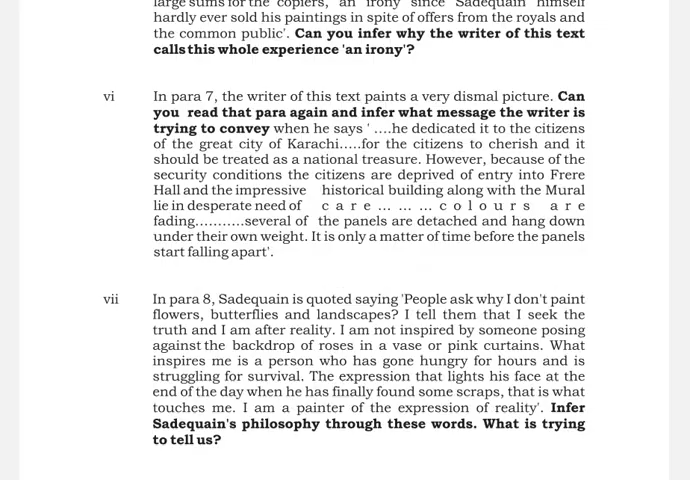 large sums for the copiers, 'an irony' since Sadequain himself
hardly ever sold his paintings in spite of offers from the royals and
the common public'. Can you infer why the writer of this text
calls this whole experience 'an irony'?
vi In para 7, the writer of this text paints a very dismal picture. Can
you read that para again and infer what message the writer is
trying to convey when he says ' ....he dedicated it to the citizens
of the great city of Karachi.....for the citizens to cherish and it
should be treated as a national treasure. However, because of the
security conditions the citizens are deprived of entry into Frere
Hall and the impressive historical building along with the Mural
lie in desperate need of c a r e ... ... ... c o l o u r s a r e
fading...........several of the panels are detached and hang down
under their own weight. It is only a matter of time before the panels
start falling apart'.
vii In para 8, Sadequain is quoted saying 'People ask why I don't paint
flowers, butterflies and landscapes? I tell them that I seek the
truth and I am after reality. I am not inspired by someone posing
against the backdrop of roses in a vase or pink curtains. What
inspires me is a person who has gone hungry for hours and is
struggling for survival. The expression that lights his face at the
end of the day when he has finally found some scraps, that is what
touches me. I am a painter of the expression of reality'. Infer
Sadequain's philosophy through these words. What is trying
to tell us?